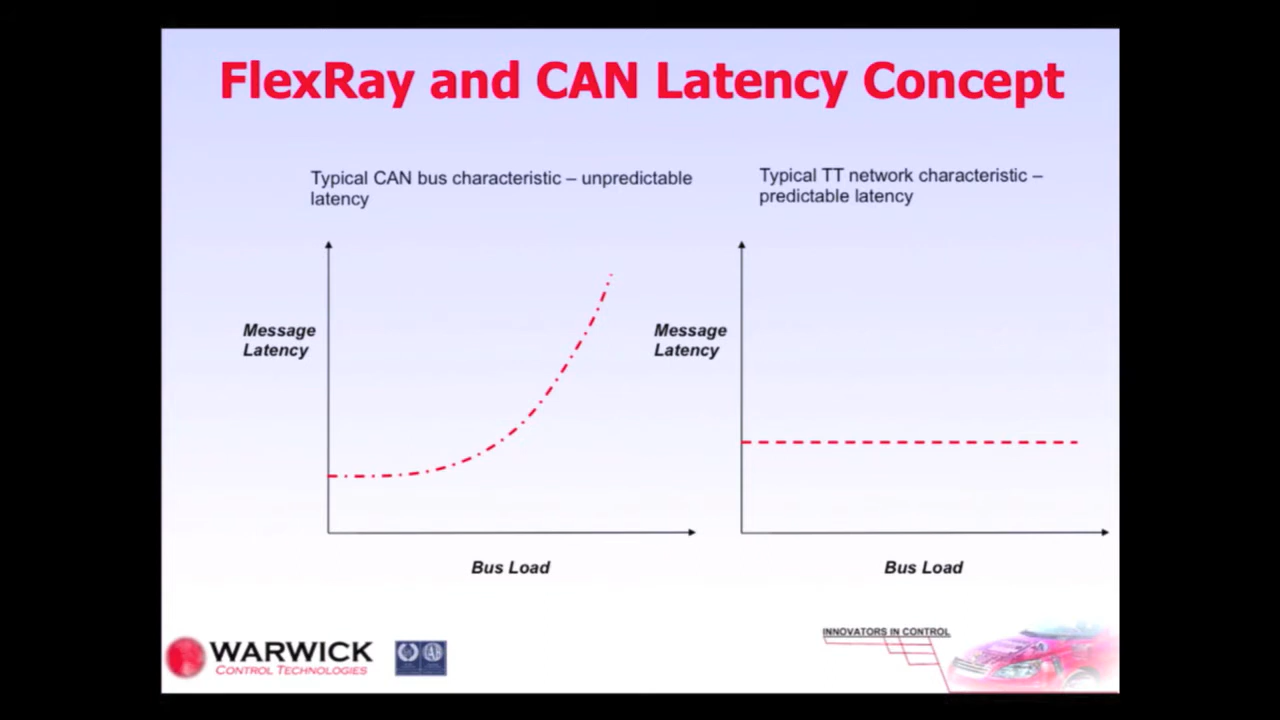 FlexRay and CAN Latency Concept
Typical CAN bus characteristic – unpredictable
latency
Typical TT network characteristic –
predictable latency
Message
Latency
Message
Latency
Bus Load
Bus Load
WARWICK
CONTROL TECHNOLOGIES
INNOVATORS IN CONTROL